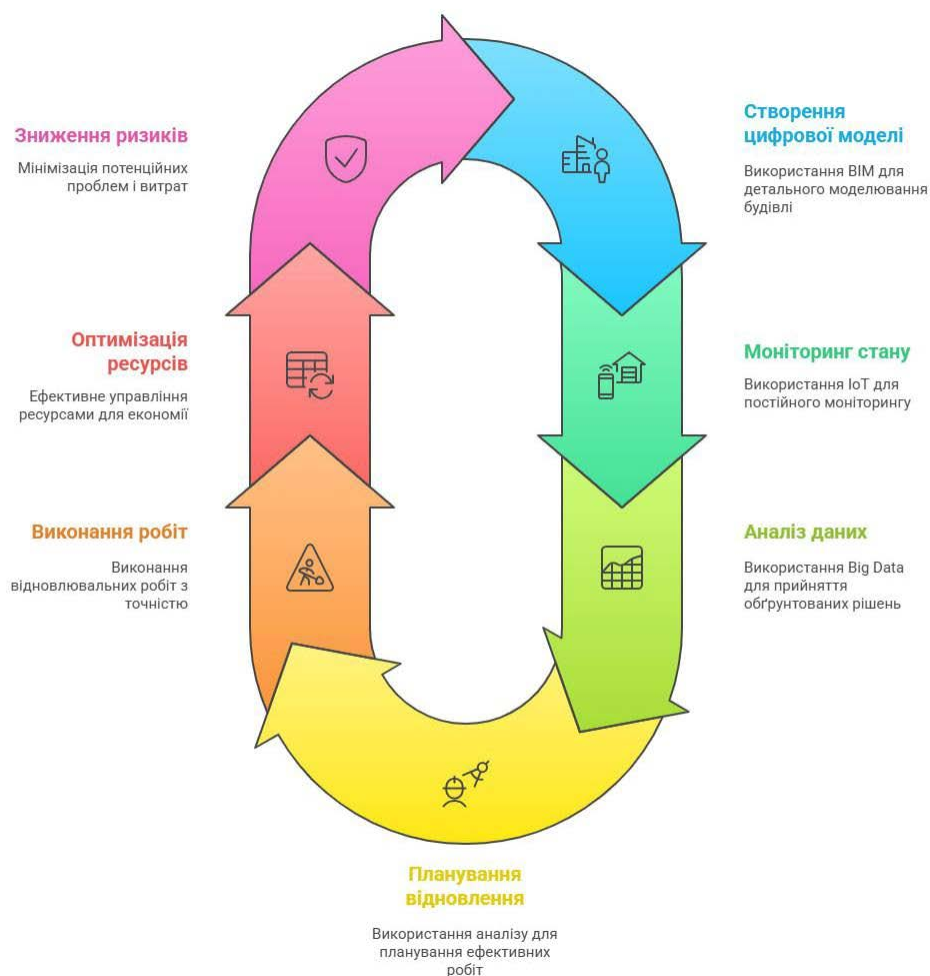 Зниження ризиків
Мінімізація потенційних
проблем і витрат
Створення
цифрової моделі
Використання BIM для
детального моделювання
будівлі
Оптимізація
ресурсів
Ефективне управління
ресурсами для економії
Моніторинг стану
Використання IoT для
постійного моніторингу
Виконання робіт
Виконання
відновлювальних робіт з
точністю
Аналіз даних
Використання Big Data
для прийняття
обґрунтованих рішень
Планування
відновлення
Використання аналізу для
планування ефективних
робіт